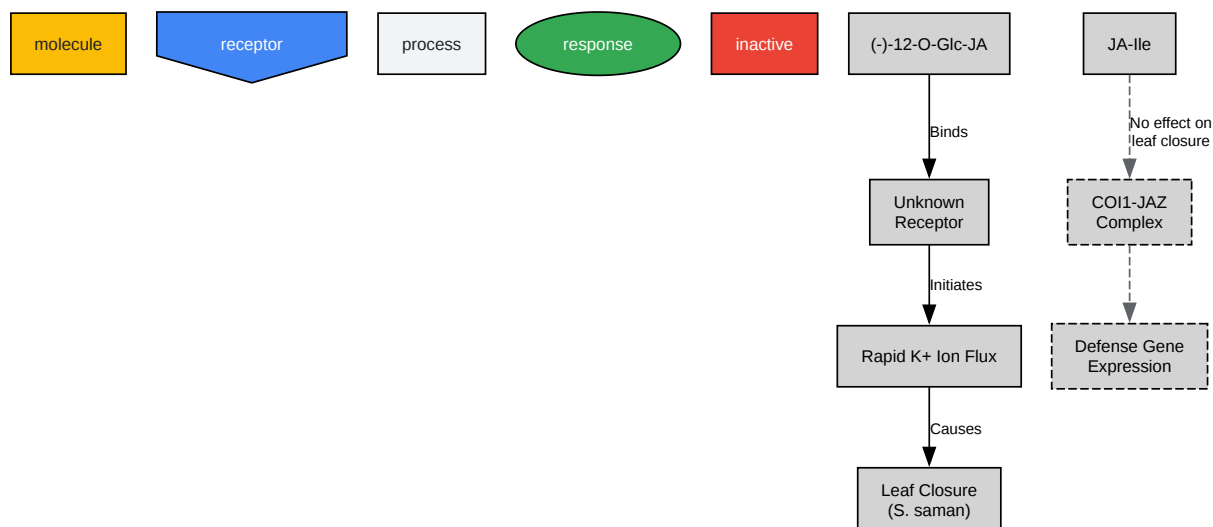 molecule
receptor
process
response
inactive
(-)-12-O-Glc-JA
JA-Ile
Binds
No effect on
leaf closure
Unknown
Receptor
COI1-JAZ
Complex
Initiates
Rapid K+ Ion Flux
Defense Gene
Expression
Causes
Leaf Closure
(S. saman)